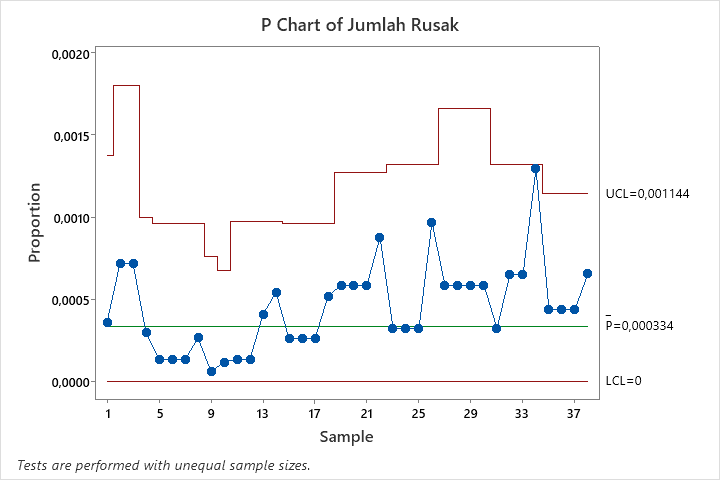 P Chart of Jumlah Rusak
0,0020
0,0015
0,0010
0,0005
0,0000
Proportion
UCL=0,001144
_
P=0,000334
LCL=0
1 5 9 13 17 21 25 29 33 37
Sample
Tests are performed with unequal sample sizes.